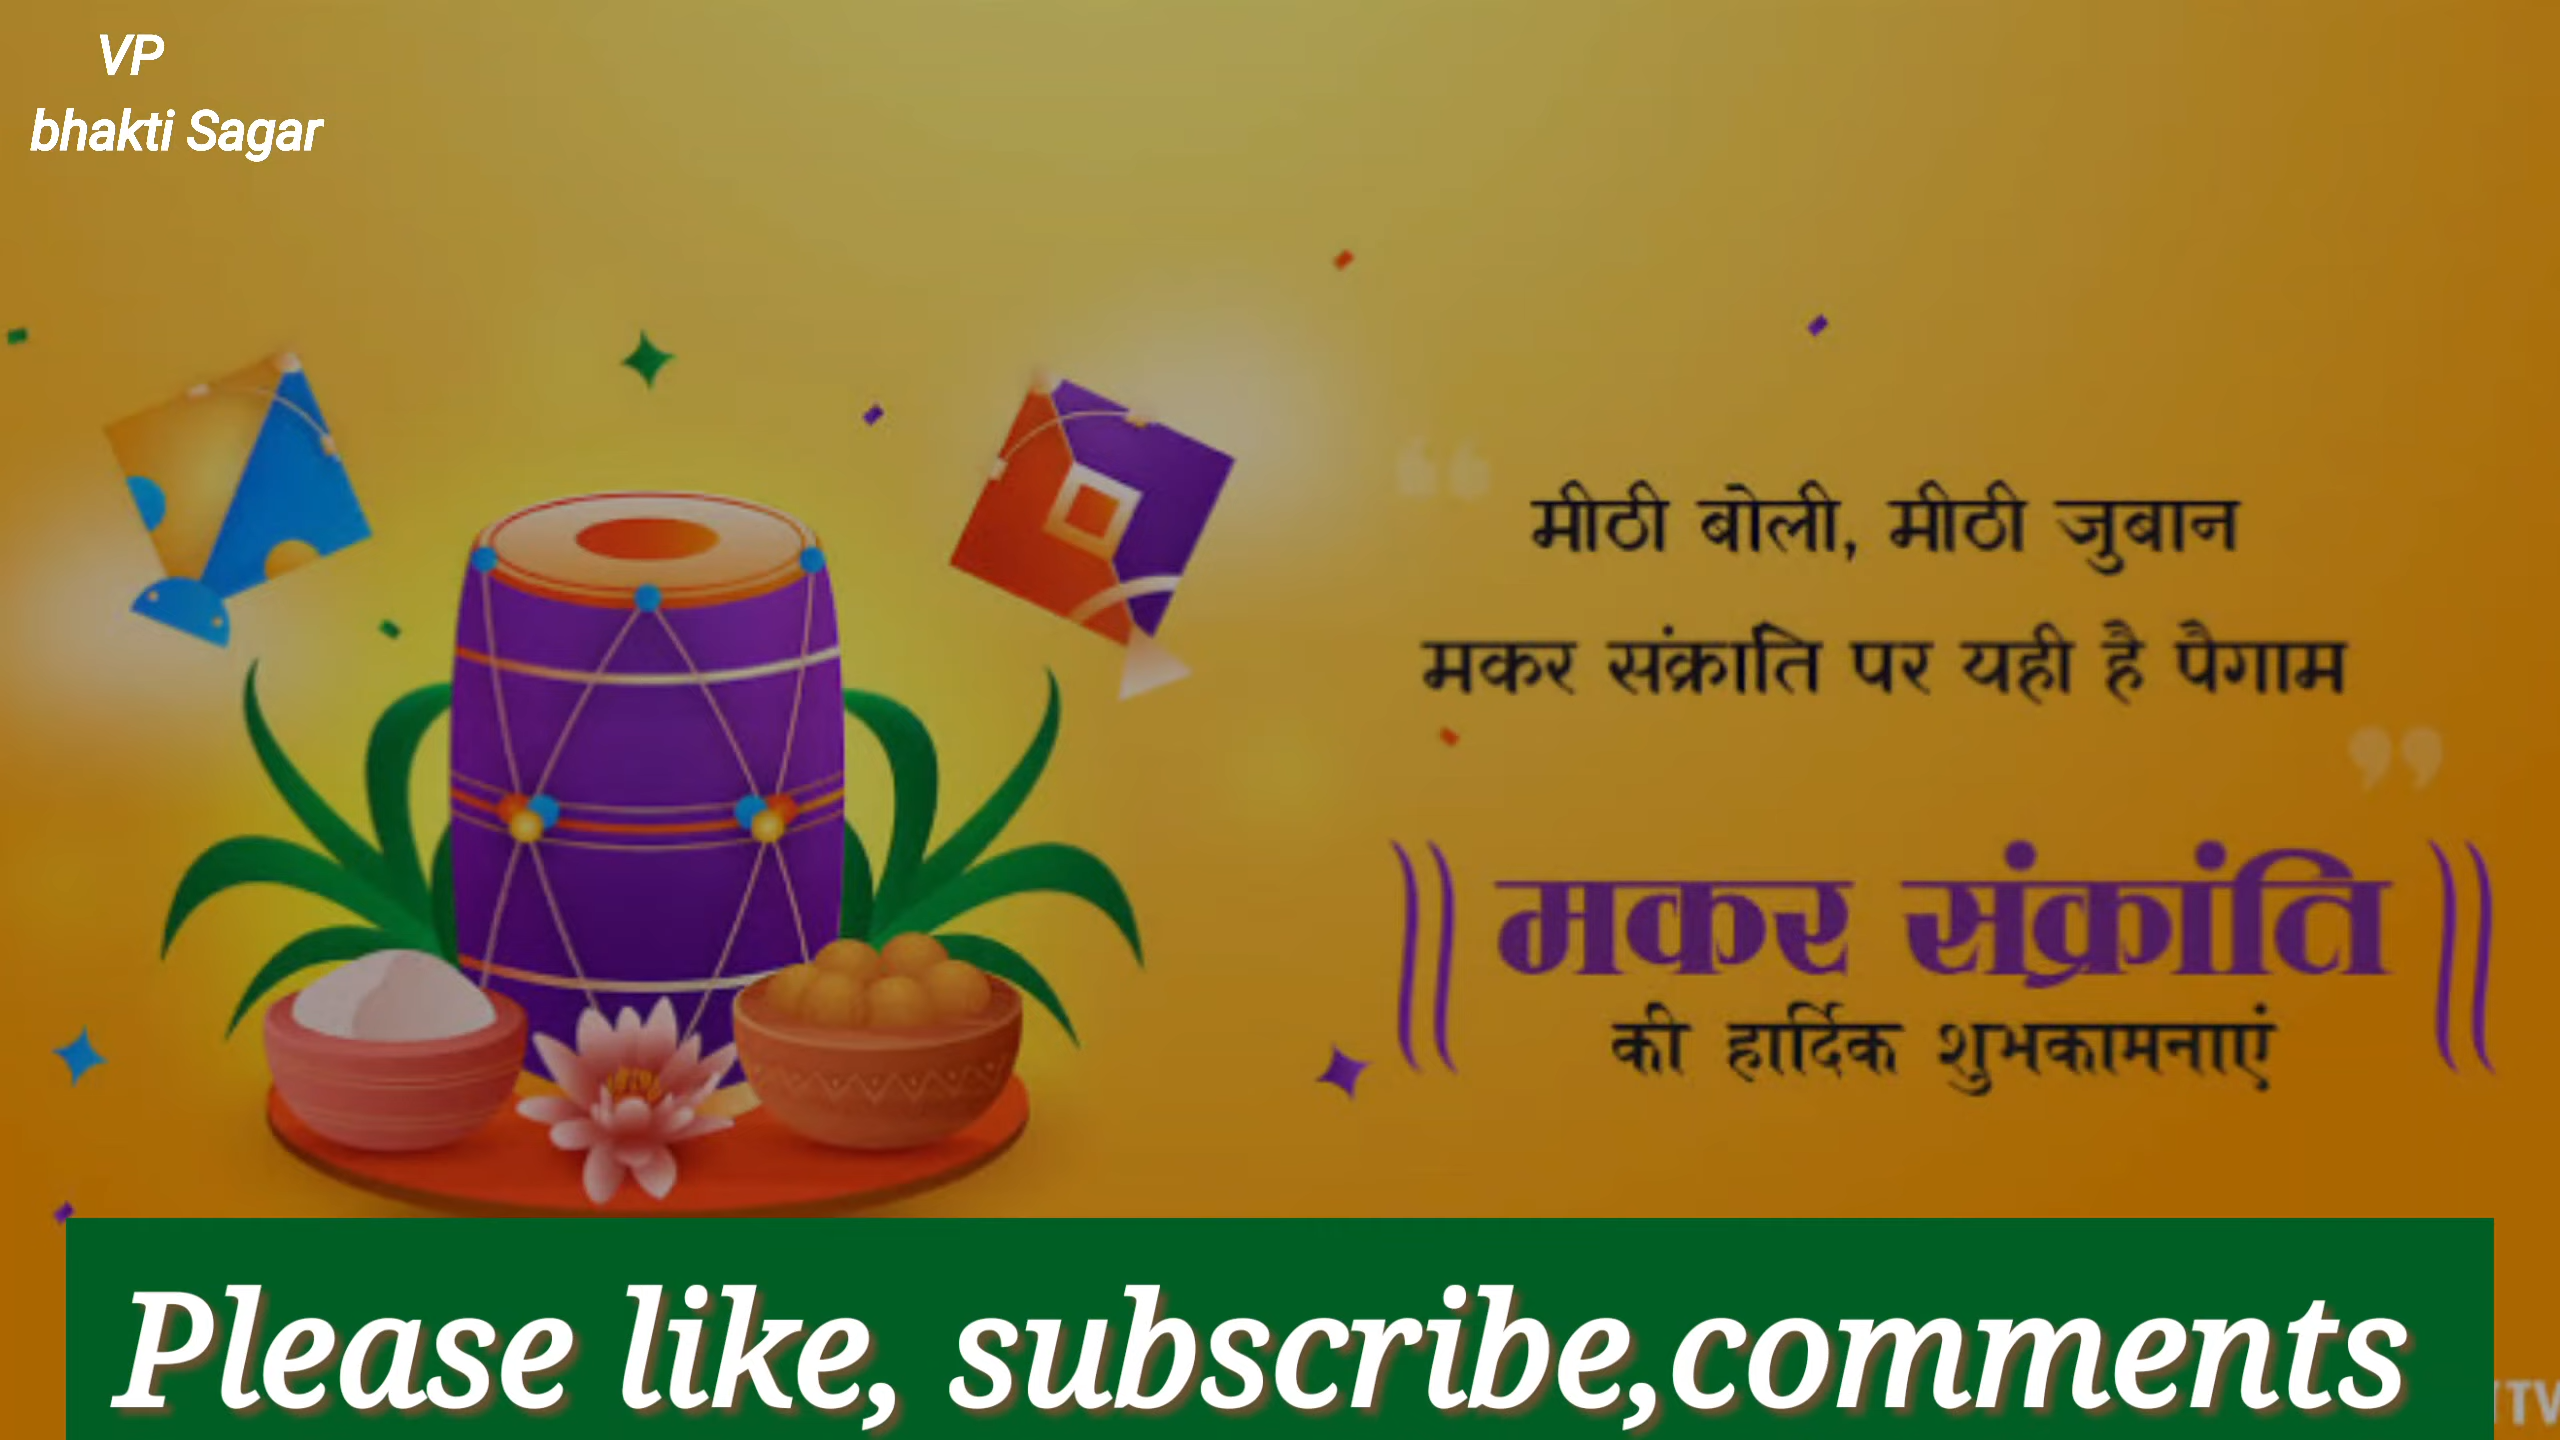 VP
bhakti Sagar
मीठी बोली, मीठी जुबान
मकर संक्रांति पर यही है पैगाम
मकर संक्रांति
की हार्दिक शुभकामनाएं
Please like, subscribe,comments